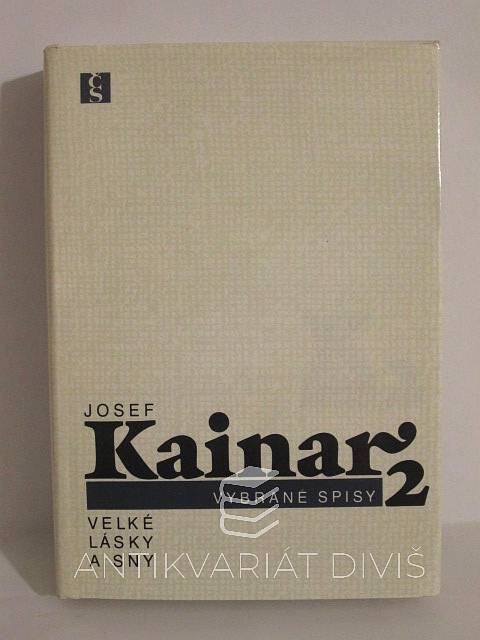 ČS
JOSEF
Kainar 2
VYBRANÉ SPISY
VELKÉ
LÁSKY
A SNY
ANTIKVARIÁT DIVIŠ